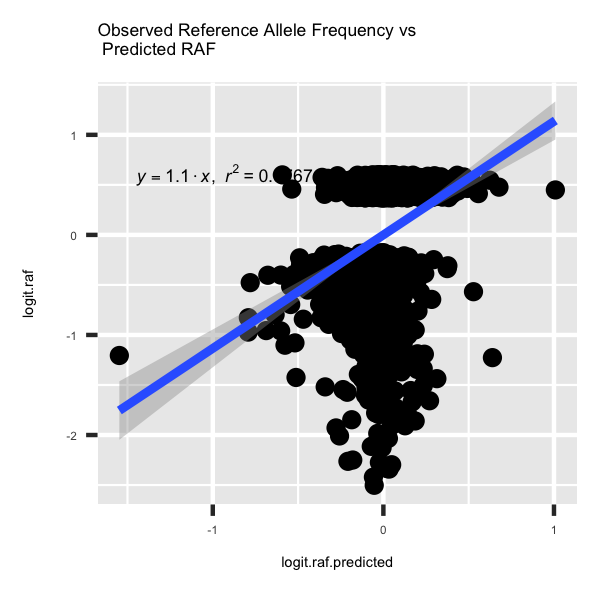 Observed Reference Allele Frequency vs
Predicted RAF
y = 1.1 · x, r² =
1
0
-1
-2
-1
0
1
logit.raf
logit.raf.predicted